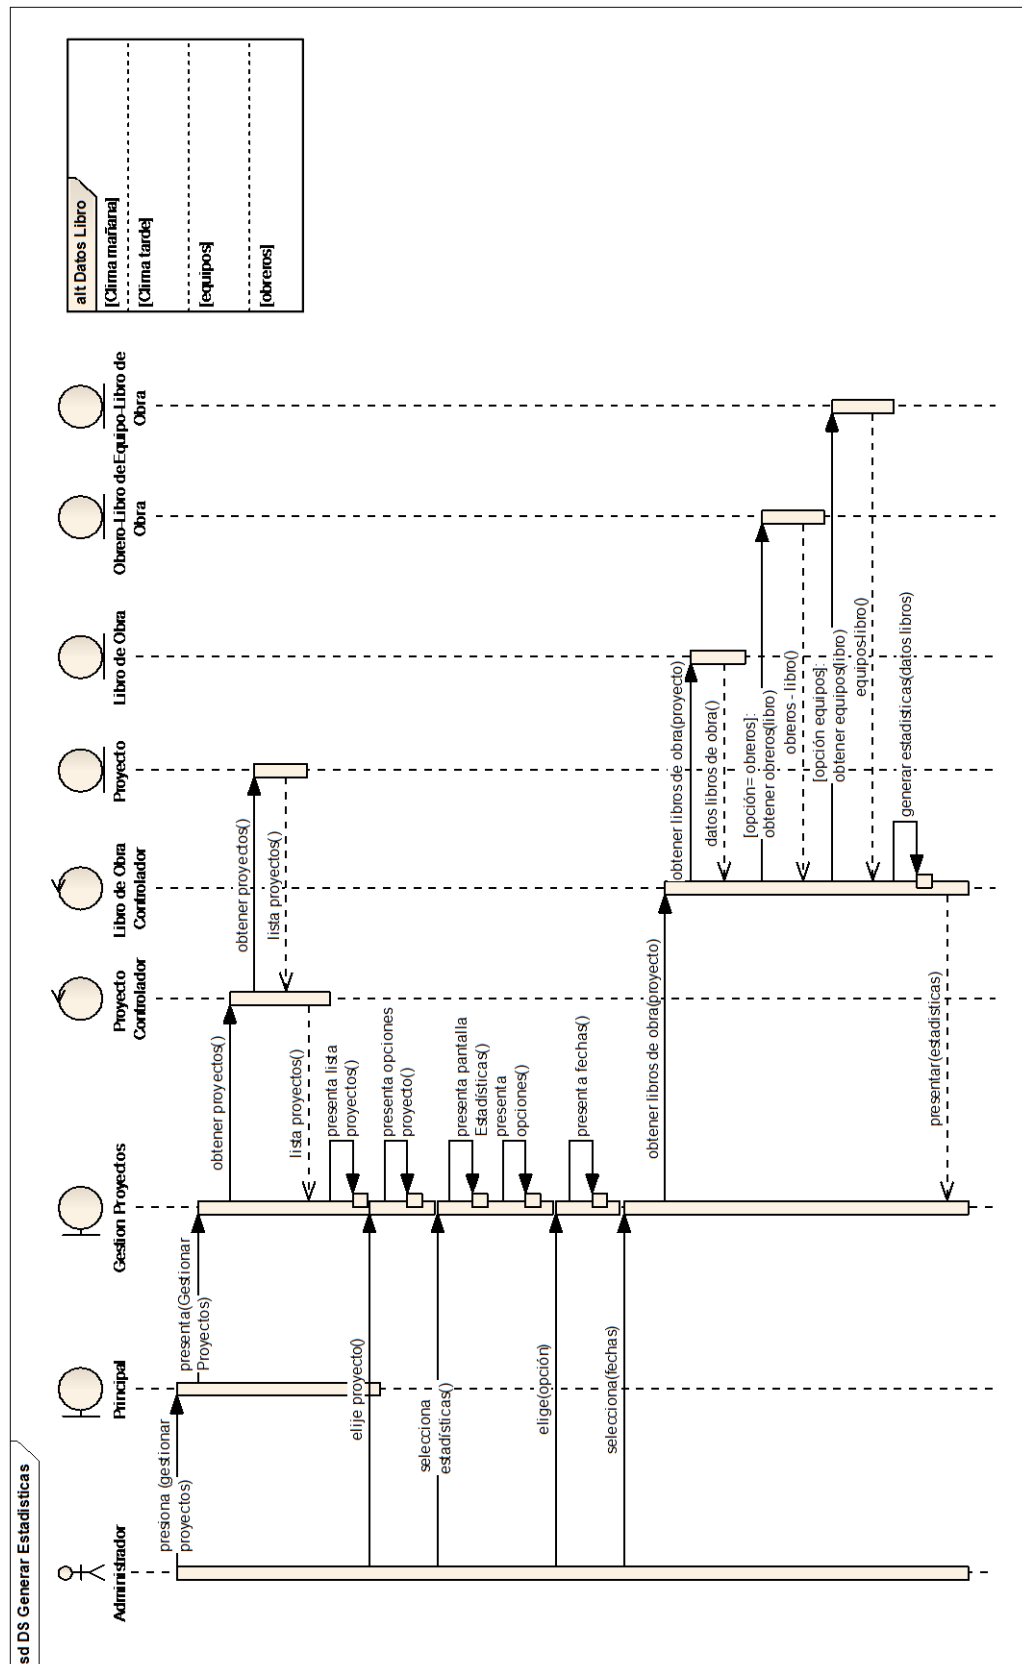 sd DS Generar Estadisticas
Administrador
Principal
Gestion Proyectos
Proyecto
Controlador
Libro de Obra
Controlador
Proyecto
Libro de Obra
Obrero-Libro de
Obra
Equipo-Libro de
Obra
alt Datos Libro
[Clima mañana]
[Clima tarde]
[equipos]
[obreros]
presiona (gestionar
proyectos)
presenta(Gestionar
Proyectos)
obtener proyectos()
obtener proyectos()
lista proyectos()
lista proyectos()
presenta lista
proyectos()
elije proyecto()
presenta opciones
proyecto()
selecciona
estadísticas()
presenta pantalla
Estadísticas()
presenta
opciones()
elige(opción)
presenta fechas()
selecciona(fechas)
obtener libros de obra(proyecto)
obtener libros de obra(proyecto)
datos libros de obra()
[opción= obreros]:
obtener obreros(libro)
obreros - libro()
[opción equipos]:
obtener equipos(libro)
equipos-libro()
generar estadisticas(datos libros)
presentar(estadisticas)